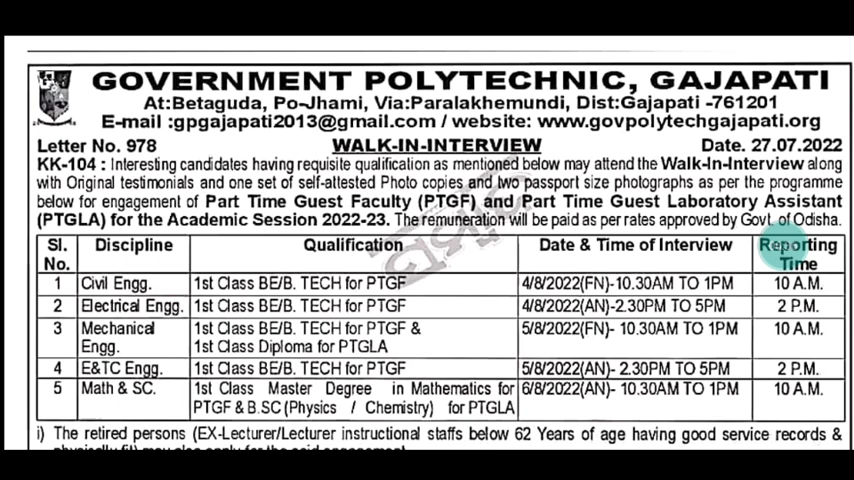 GOVERNMENT POLYTECHNIC, GAJAPATI
At:Betaguda, Po-Jhami, Via:Paralakhemundi, Dist:Gajapati -761201
E-mail :gpgajapati2013@gmail.com / website: www.govpolytechgajapati.org
Letter No. 978 WALK-IN-INTERVIEW Date. 27.07.2022
KK-104 : Interesting candidates having requisite qualification as mentioned below may attend the Walk-In-Interview along
with Original testimonials and one set of self-attested Photo copies and two passport size photographs as per the programme
below for engagement of Part Time Guest Faculty (PTGF) and Part Time Guest Laboratory Assistant
(PTGLA) for the Academic Session 2022-23. The remuneration will be paid as per rates approved by Govt. of Odisha.
Sl. No. Discipline Qualification Date & Time of Interview Reporting Time
1 Civil Engg. 1st Class BE/B. TECH for PTGF 4/8/2022(FN)-10.30AM TO 1PM 10 A.M.
2 Electrical Engg. 1st Class BE/B. TECH for PTGF 4/8/2022(AN)-2.30PM TO 5PM 2 P.M.
3 Mechanical 1st Class BE/B. TECH for PTGF & 5/8/2022(FN)- 10.30AM TO 1PM 10 A.M.
Engg. 1st Class Diploma for PTGLA
4 E&TC Engg. 1st Class BE/B. TECH for PTGF 5/8/2022(AN)- 2.30PM TO 5PM 2 P.M.
5 Math & SC. 1st Class Master Degree in Mathematics for 6/8/2022(AN)- 10.30AM TO 1PM 10 A.M.
PTGF & B.SC (Physics / Chemistry) for PTGLA
i) The retired persons (EX-Lecturer/Lecturer instructional staffs below 62 Years of age having good service records &